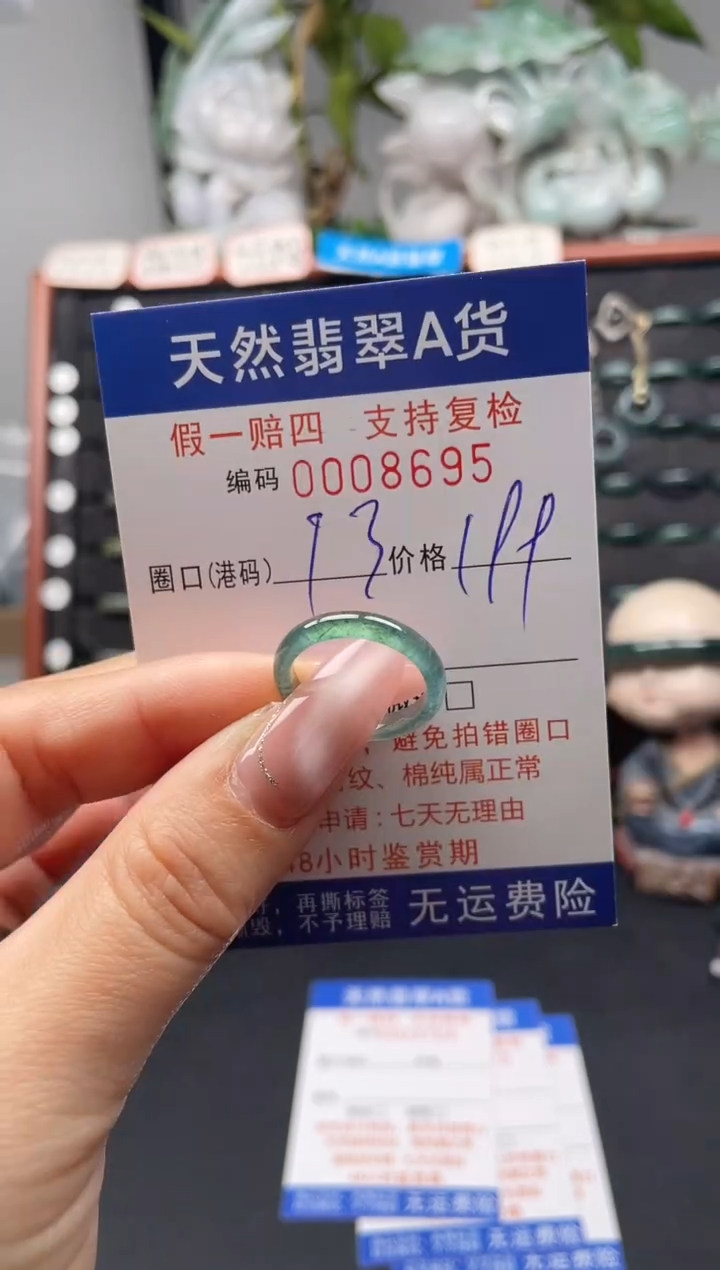 天然翡翠A货
假一赔四 支持复检
编码 0008695
圈口(港码) 13 价格 199
避免拍错圈口
纹、棉纯属正常
申请:七天无理由
8小时鉴赏期
再撕标签
毁,不予理赔
无运费险